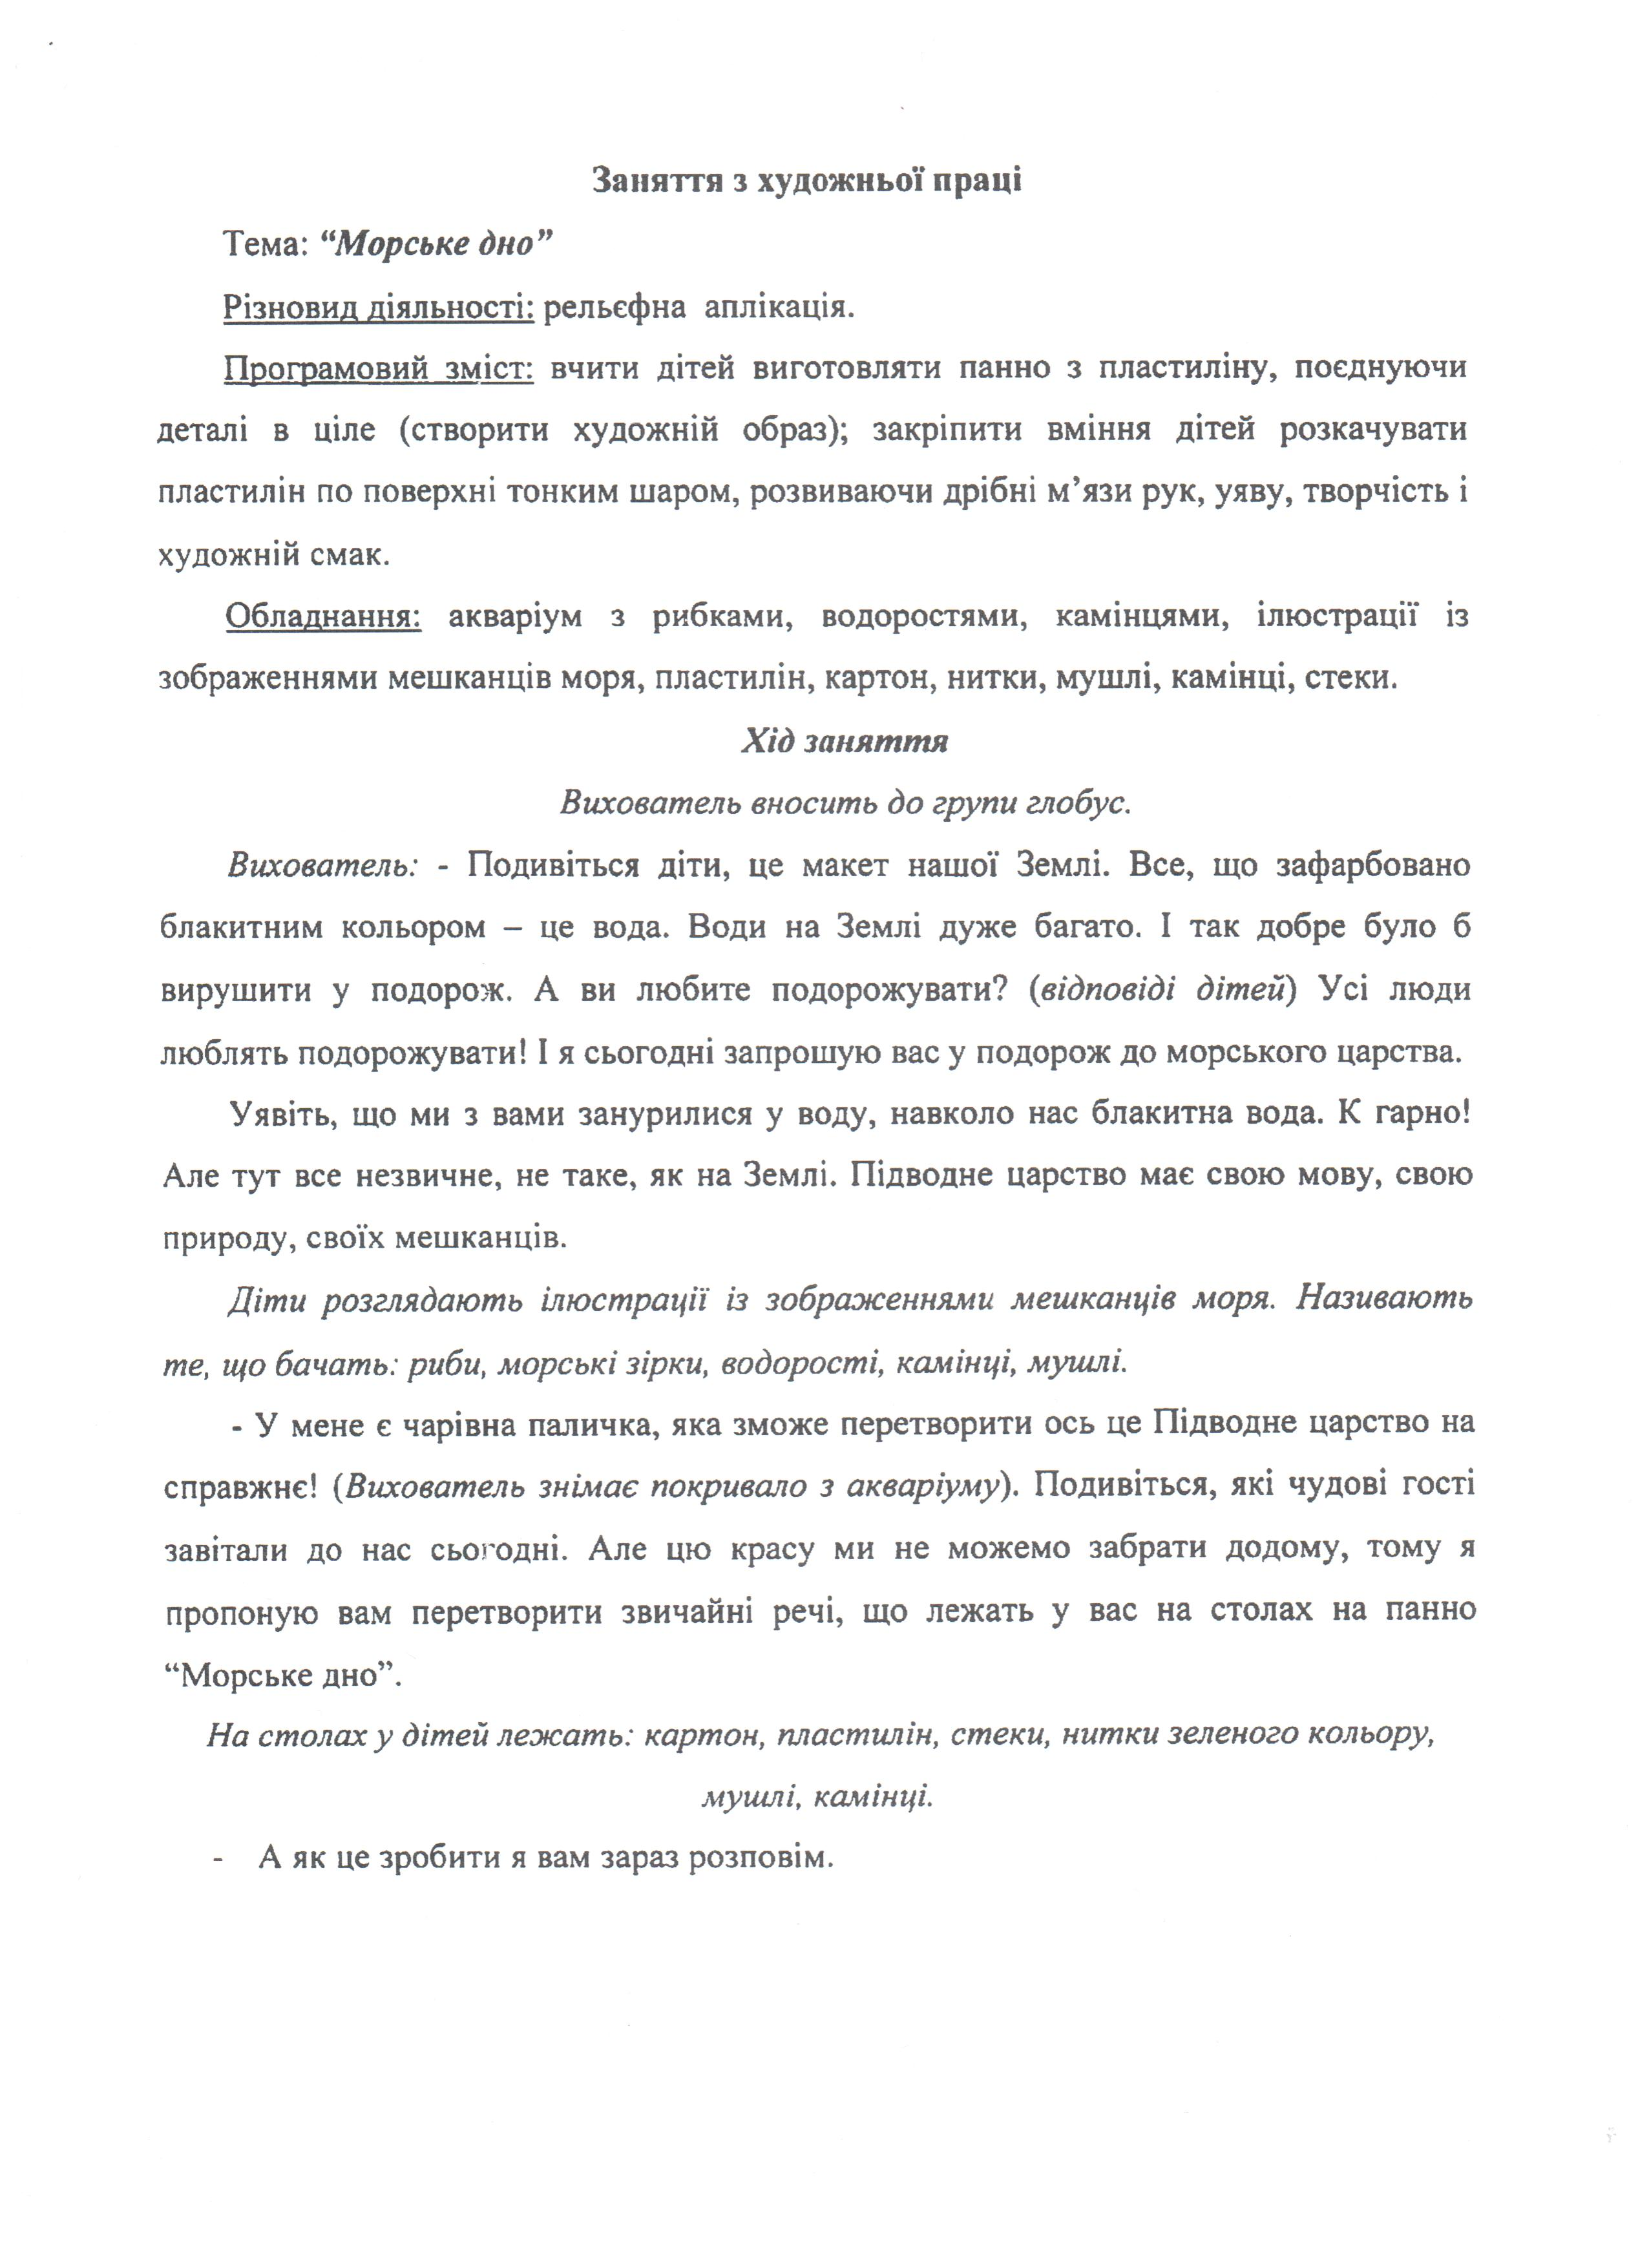 Заняття з художньої праці
Тема: “Морське дно”
Різновид діяльності: рельєфна аплікація.
Програмовий зміст: вчити дітей виготовляти панно з пластиліну, поєднуючи
деталі в ціле (створити художній образ); закріпити вміння дітей розкачувати
пластилін по поверхні тонким шаром, розвиваючи дрібні м’язи рук, уяву, творчість і
художній смак.
Обладнання: акваріум з рибками, водоростями, камінцями, ілюстрації із
зображеннями мешканців моря, пластилін, картон, нитки, мушлі, камінці, стеки.
Хід заняття
Вихователь вносить до групи глобус.
Вихователь: - Подивіться діти, це макет нашої Землі. Все, що зафарбовано
блакитним кольором – це вода. Води на Землі дуже багато. І так добре було б
вирушити у подорож. А ви любите подорожувати? (відповіді дітей) Усі люди
люблять подорожувати! І я сьогодні запрошую вас у подорож до морського царства.
Уявіть, що ми з вами занурилися у воду, навколо нас блакитна вода. К гарно!
Але тут все незвичне, не таке, як на Землі. Підводне царство має свою мову, свою
природу, своїх мешканців.
Діти розглядають ілюстрації із зображеннями мешканців моря. Називають
те, що бачать: риби, морські зірки, водорості, камінці, мушлі.
- У мене є чарівна паличка, яка зможе перетворити ось це Підводне царство на
справжнє! (Вихователь знімає покривало з акваріуму). Подивіться, які чудові гості
завітали до нас сьогодні. Але цю красу ми не можемо забрати додому, тому я
пропоную вам перетворити звичайні речі, що лежать у вас на столах на панно
“Морське дно”.
На столах у дітей лежать: картон, пластилін, стеки, нитки зеленого кольору,
мушлі, камінці.
- А як це зробити я вам зараз розповім.